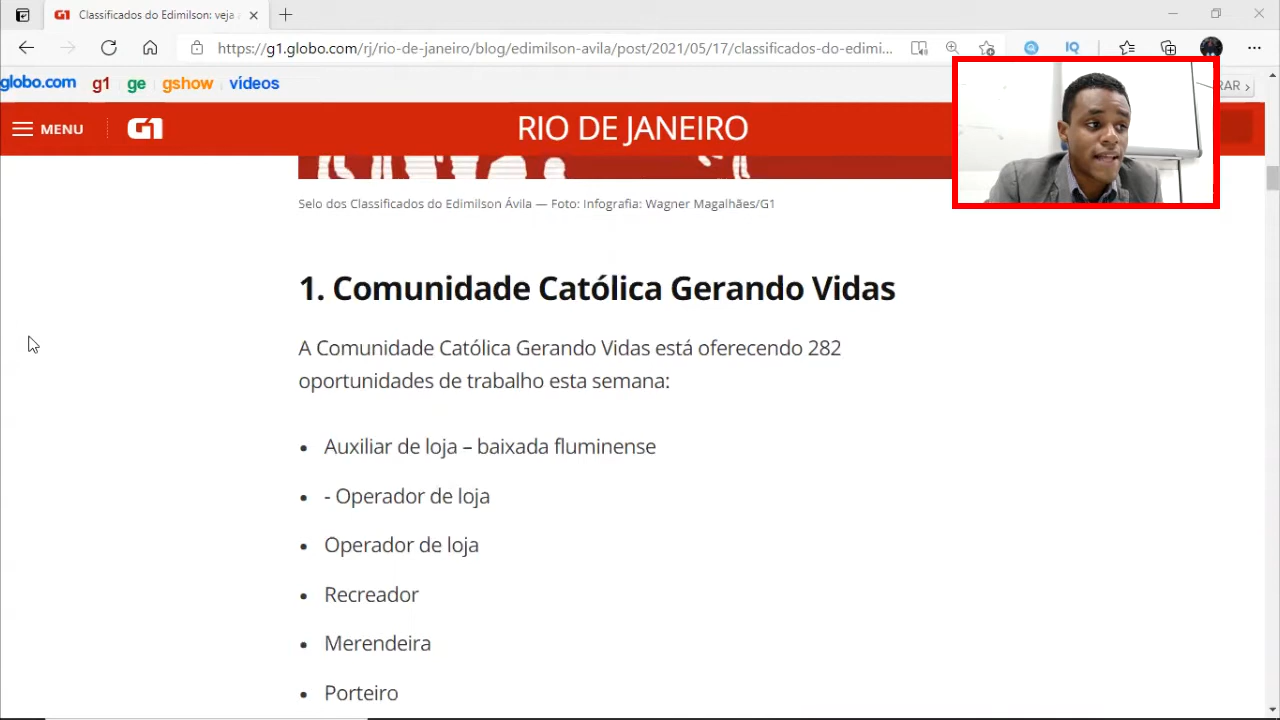 Classificados do Edimilson: veja
https://g1.globo.com/rj/rio-de-janeiro/blog/edimilson-avila/post/2021/05/17/classificados-do-edimi...
globo.com g1 ge gshow vídeos
MENU G1 RIO DE JANEIRO
Selo dos Classificados do Edimilson Ávila — Foto: Infografia: Wagner Magalhães/G1
1. Comunidade Católica Gerando Vidas
A Comunidade Católica Gerando Vidas está oferecendo 282
oportunidades de trabalho esta semana:
• Auxiliar de loja – baixada fluminense
• - Operador de loja
• Operador de loja
• Recreador
• Merendeira
• Porteiro